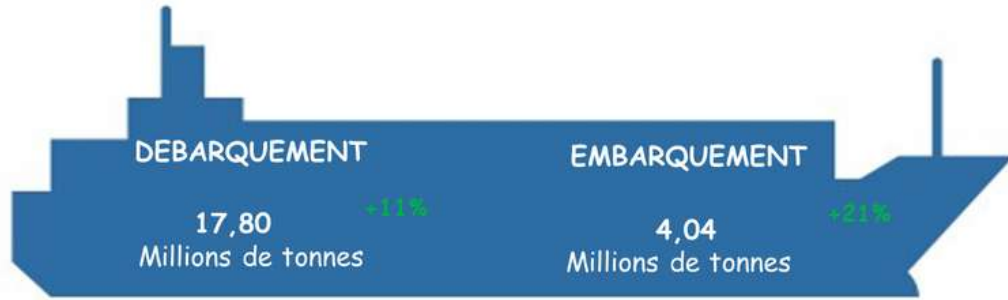 DEBARQUEMENT
17,80
+11%
Millions de tonnes
EMBARQUEMENT
4,04
+21%
Millions de tonnes